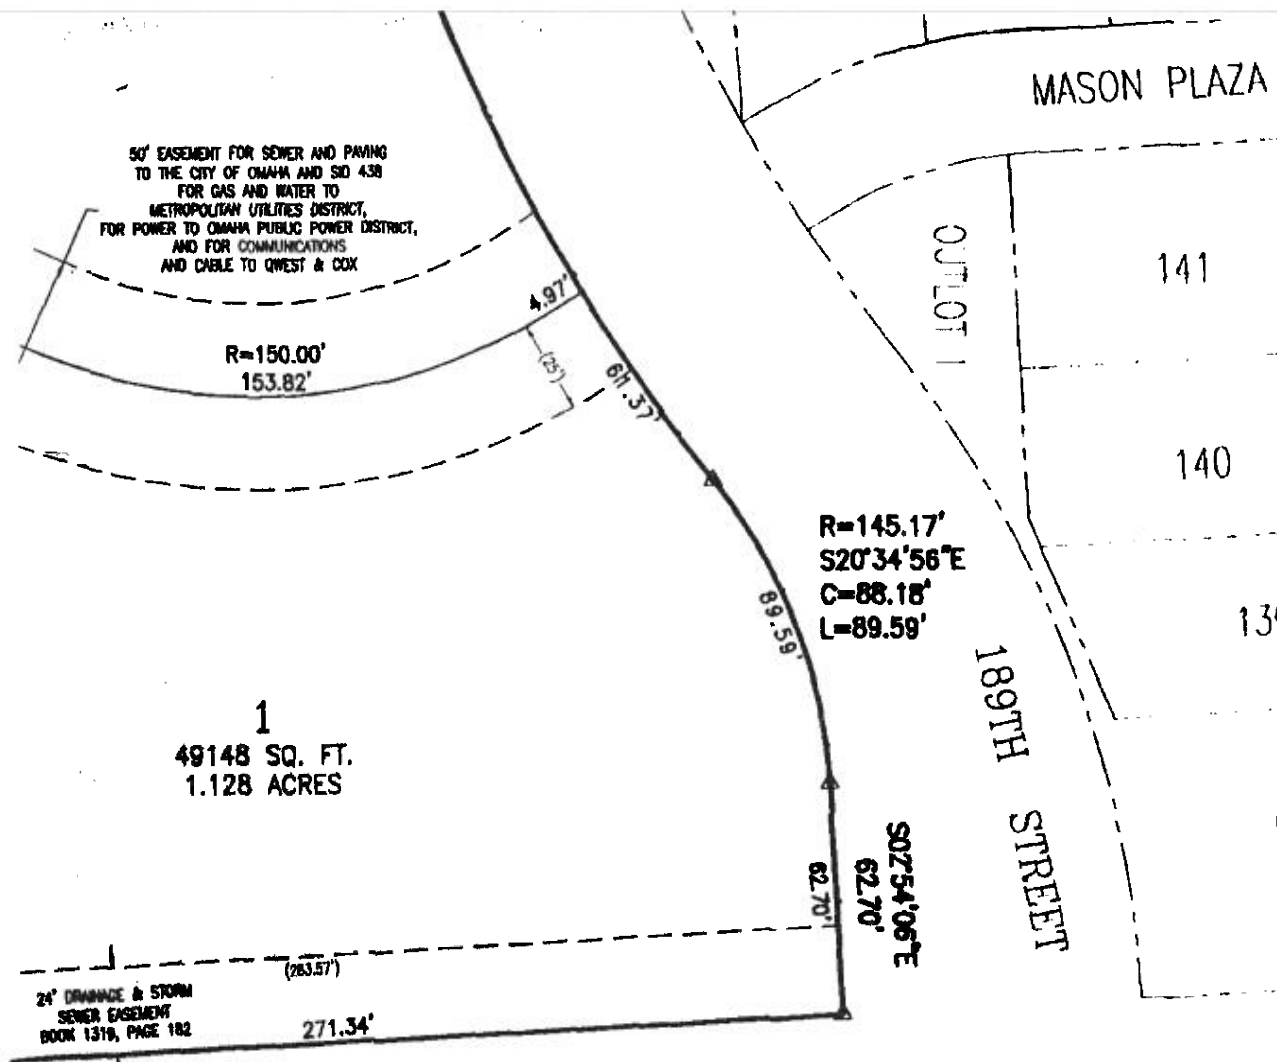 MASON PLAZA
50' EASEMENT FOR SEWER AND PAVING
TO THE CITY OF OMAHA AND SID 438
FOR GAS AND WATER TO
METROPOLITAN UTILITIES DISTRICT,
FOR POWER TO OMAHA PUBLIC POWER DISTRICT,
AND FOR COMMUNICATIONS
AND CABLE TO QWEST & COX
OUTLOT 1
141
4.97'
R=150.00'
153.82'
(25')
.37'
140
R=145.17'
S20°34'56"E
C=88.18'
L=89.59'
89.59'
189TH STREET
1
49148 SQ. FT.
1.128 ACRES
62.70'
S02°54'06"E
62.70'
(263.57')
24' DRAINAGE & STORM
SEWER EASEMENT
BOOK 1319, PAGE 182
271.34'